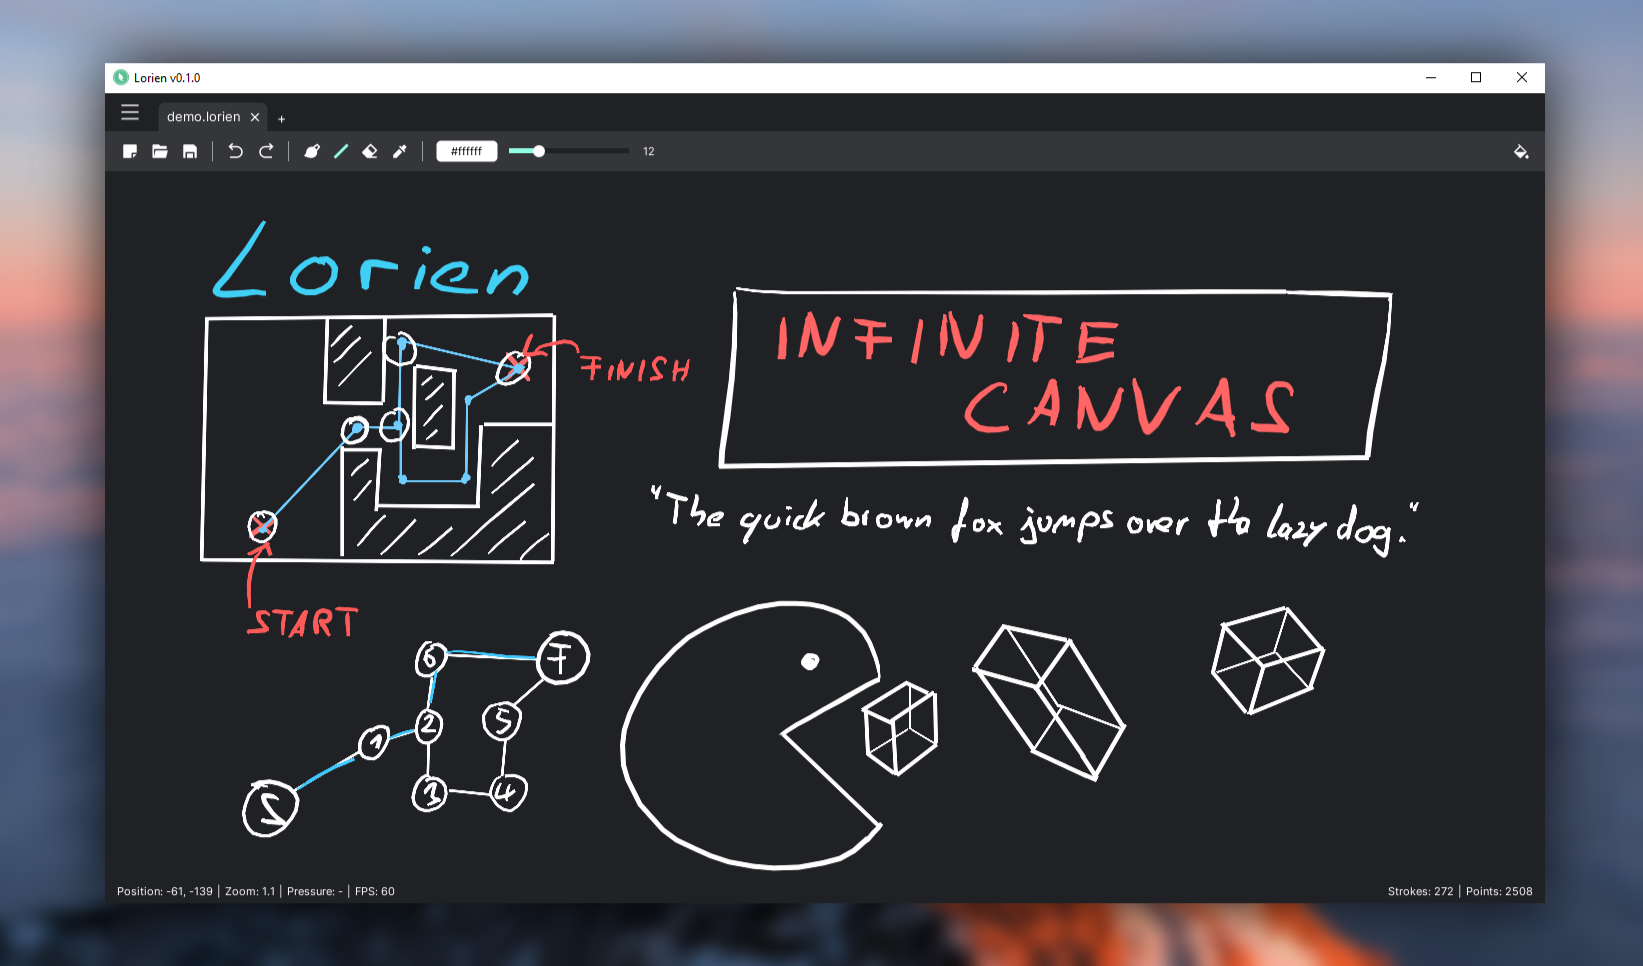 Lorien v0.1.0
demo.lorien
#ffffff
12
Lorien
FINISH
START
INFINITE
CANVAS
"The quick brown fox jumps over the lazy dog."
6
F
1
2
5
S
3
4
Position: -61, -139 | Zoom: 1.1 | Pressure: - | FPS: 60
Strokes: 272 | Points: 2508